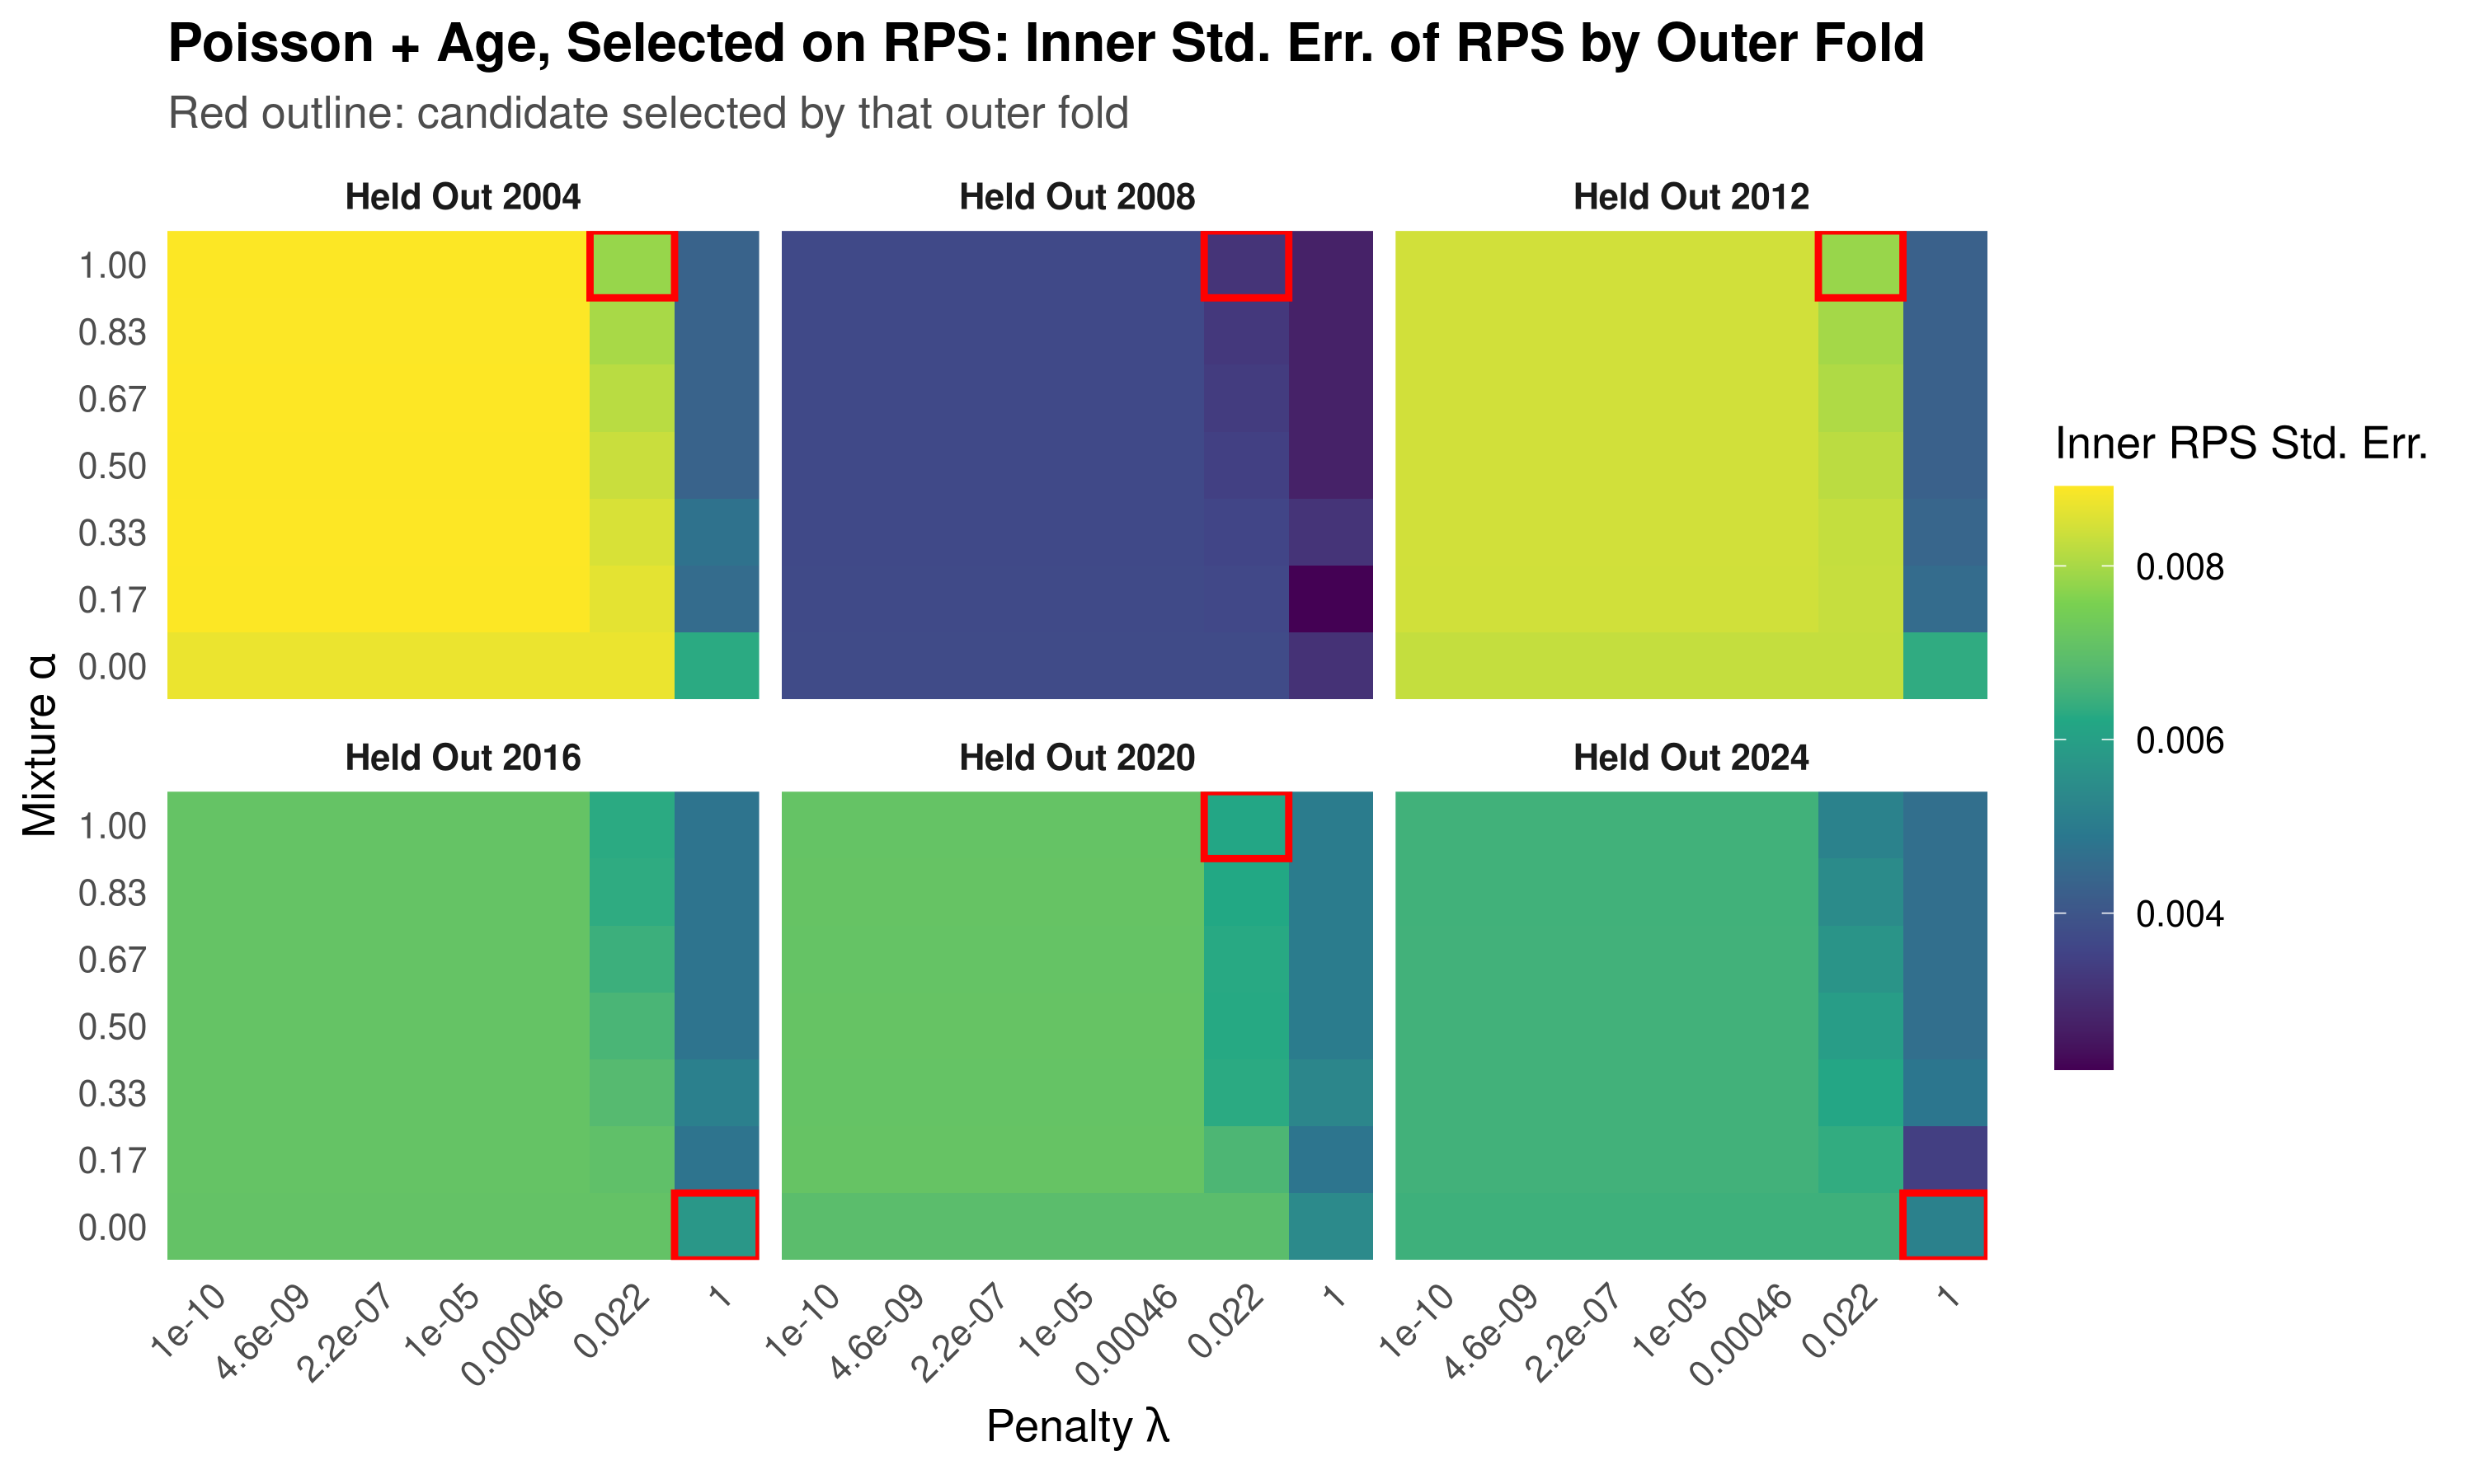 Poisson + Age, Selected on RPS: Inner Std. Err. of RPS by Outer Fold
Red outline: candidate selected by that outer fold
Held Out 2004
Held Out 2008
Held Out 2012
1.00
0.83
0.67
0.50
0.33
0.17
0.00
Held Out 2016
Held Out 2020
Held Out 2024
1.00
0.83
0.67
0.50
0.33
0.17
0.00
Mixture α
1e-10
4.6e-09
2.2e-07
1e-05
0.00046
0.022
1
1e-10
4.6e-09
2.2e-07
1e-05
0.00046
0.022
1
1e-10
4.6e-09
2.2e-07
1e-05
0.00046
0.022
1
Penalty λ
Inner RPS Std. Err.
0.008
0.006
0.004